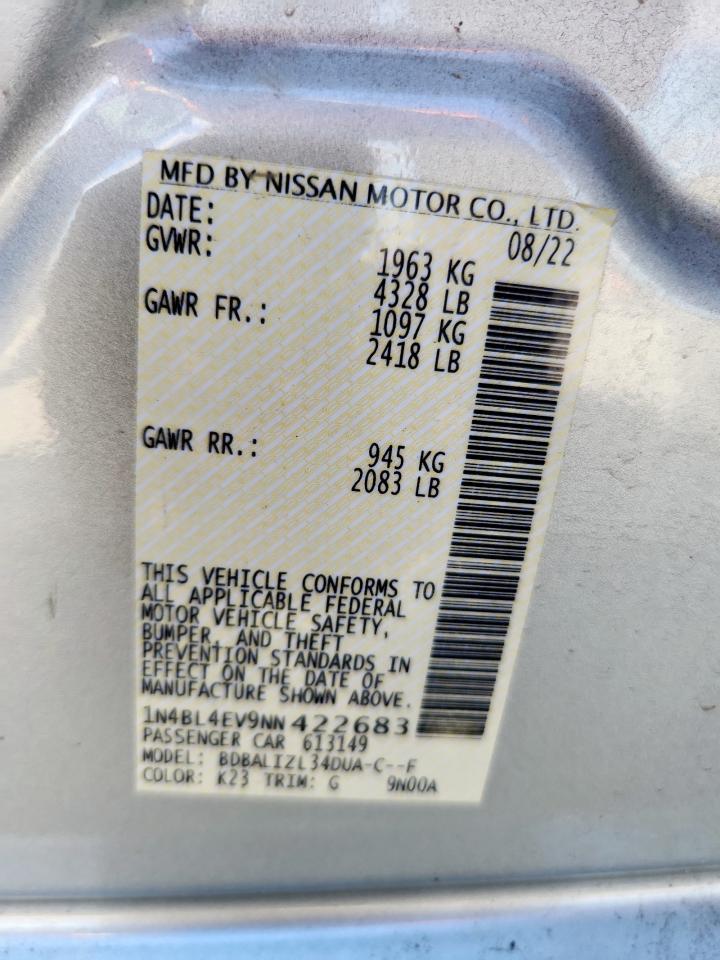 MFD BY NISSAN MOTOR CO., LTD.
DATE: 08/22
GVWR: 1963 KG
4328 LB
GAWR FR.: 1097 KG
2418 LB
GAWR RR.: 945 KG
2083 LB
THIS VEHICLE CONFORMS TO
ALL APPLICABLE FEDERAL
MOTOR VEHICLE SAFETY,
BUMPER, AND THEFT
PREVENTION STANDARDS IN
EFFECT ON THE DATE OF
MANUFACTURE SHOWN ABOVE.
1N4BL4EV9NN422683
PASSENGER CAR 613149
MODEL: BDBALIZL34DUA-C--F
COLOR: K23 TRIM: G 9N00A